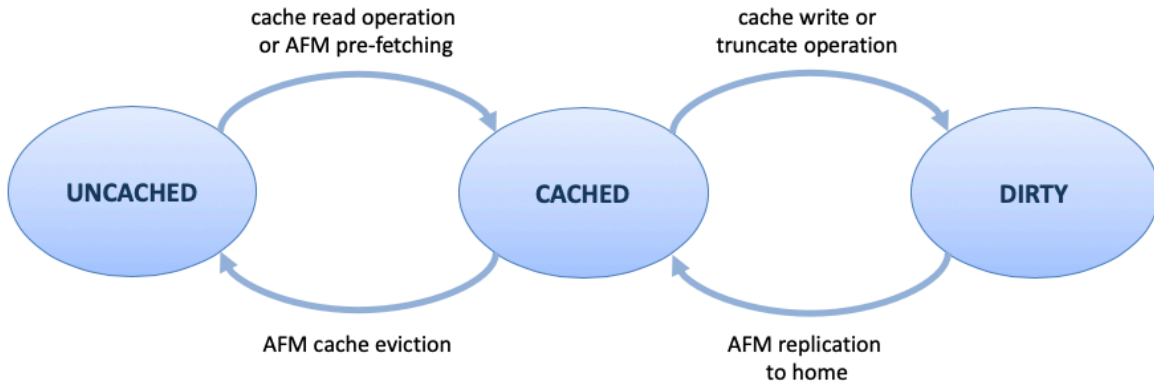 cache read operation
or AFM pre-fetching
cache write or
truncate operation
UNCACHED
CACHED
DIRTY
AFM cache eviction
AFM replication
to home